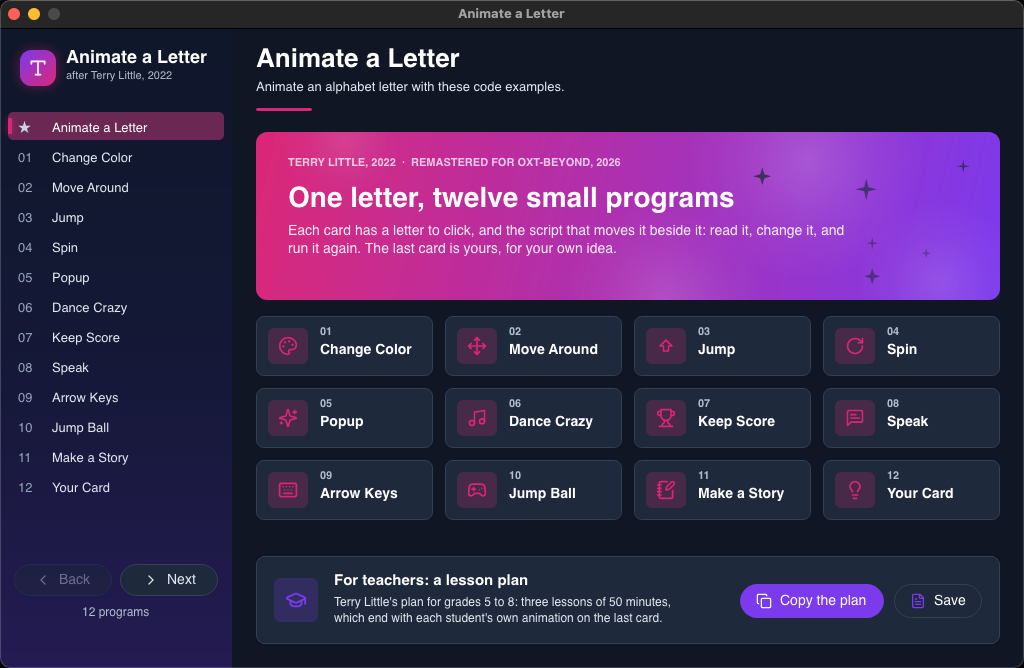 Animate a Letter
T
Animate a Letter
after Terry Little, 2022
★ Animate a Letter
01 Change Color
02 Move Around
03 Jump
04 Spin
05 Popup
06 Dance Crazy
07 Keep Score
08 Speak
09 Arrow Keys
10 Jump Ball
11 Make a Story
12 Your Card
Back
Next
12 programs
Animate a Letter
Animate an alphabet letter with these code examples.
TERRY LITTLE, 2022 · REMASTERED FOR OXT-BEYOND, 2026
One letter, twelve small programs
Each card has a letter to click, and the script that moves it beside it: read it, change it, and
run it again. The last card is yours, for your own idea.
01
Change Color
02
Move Around
03
Jump
04
Spin
05
Popup
06
Dance Crazy
07
Keep Score
08
Speak
09
Arrow Keys
10
Jump Ball
11
Make a Story
12
Your Card
For teachers: a lesson plan
Terry Little's plan for grades 5 to 8: three lessons of 50 minutes,
which end with each student's own animation on the last card.
Copy the plan
Save